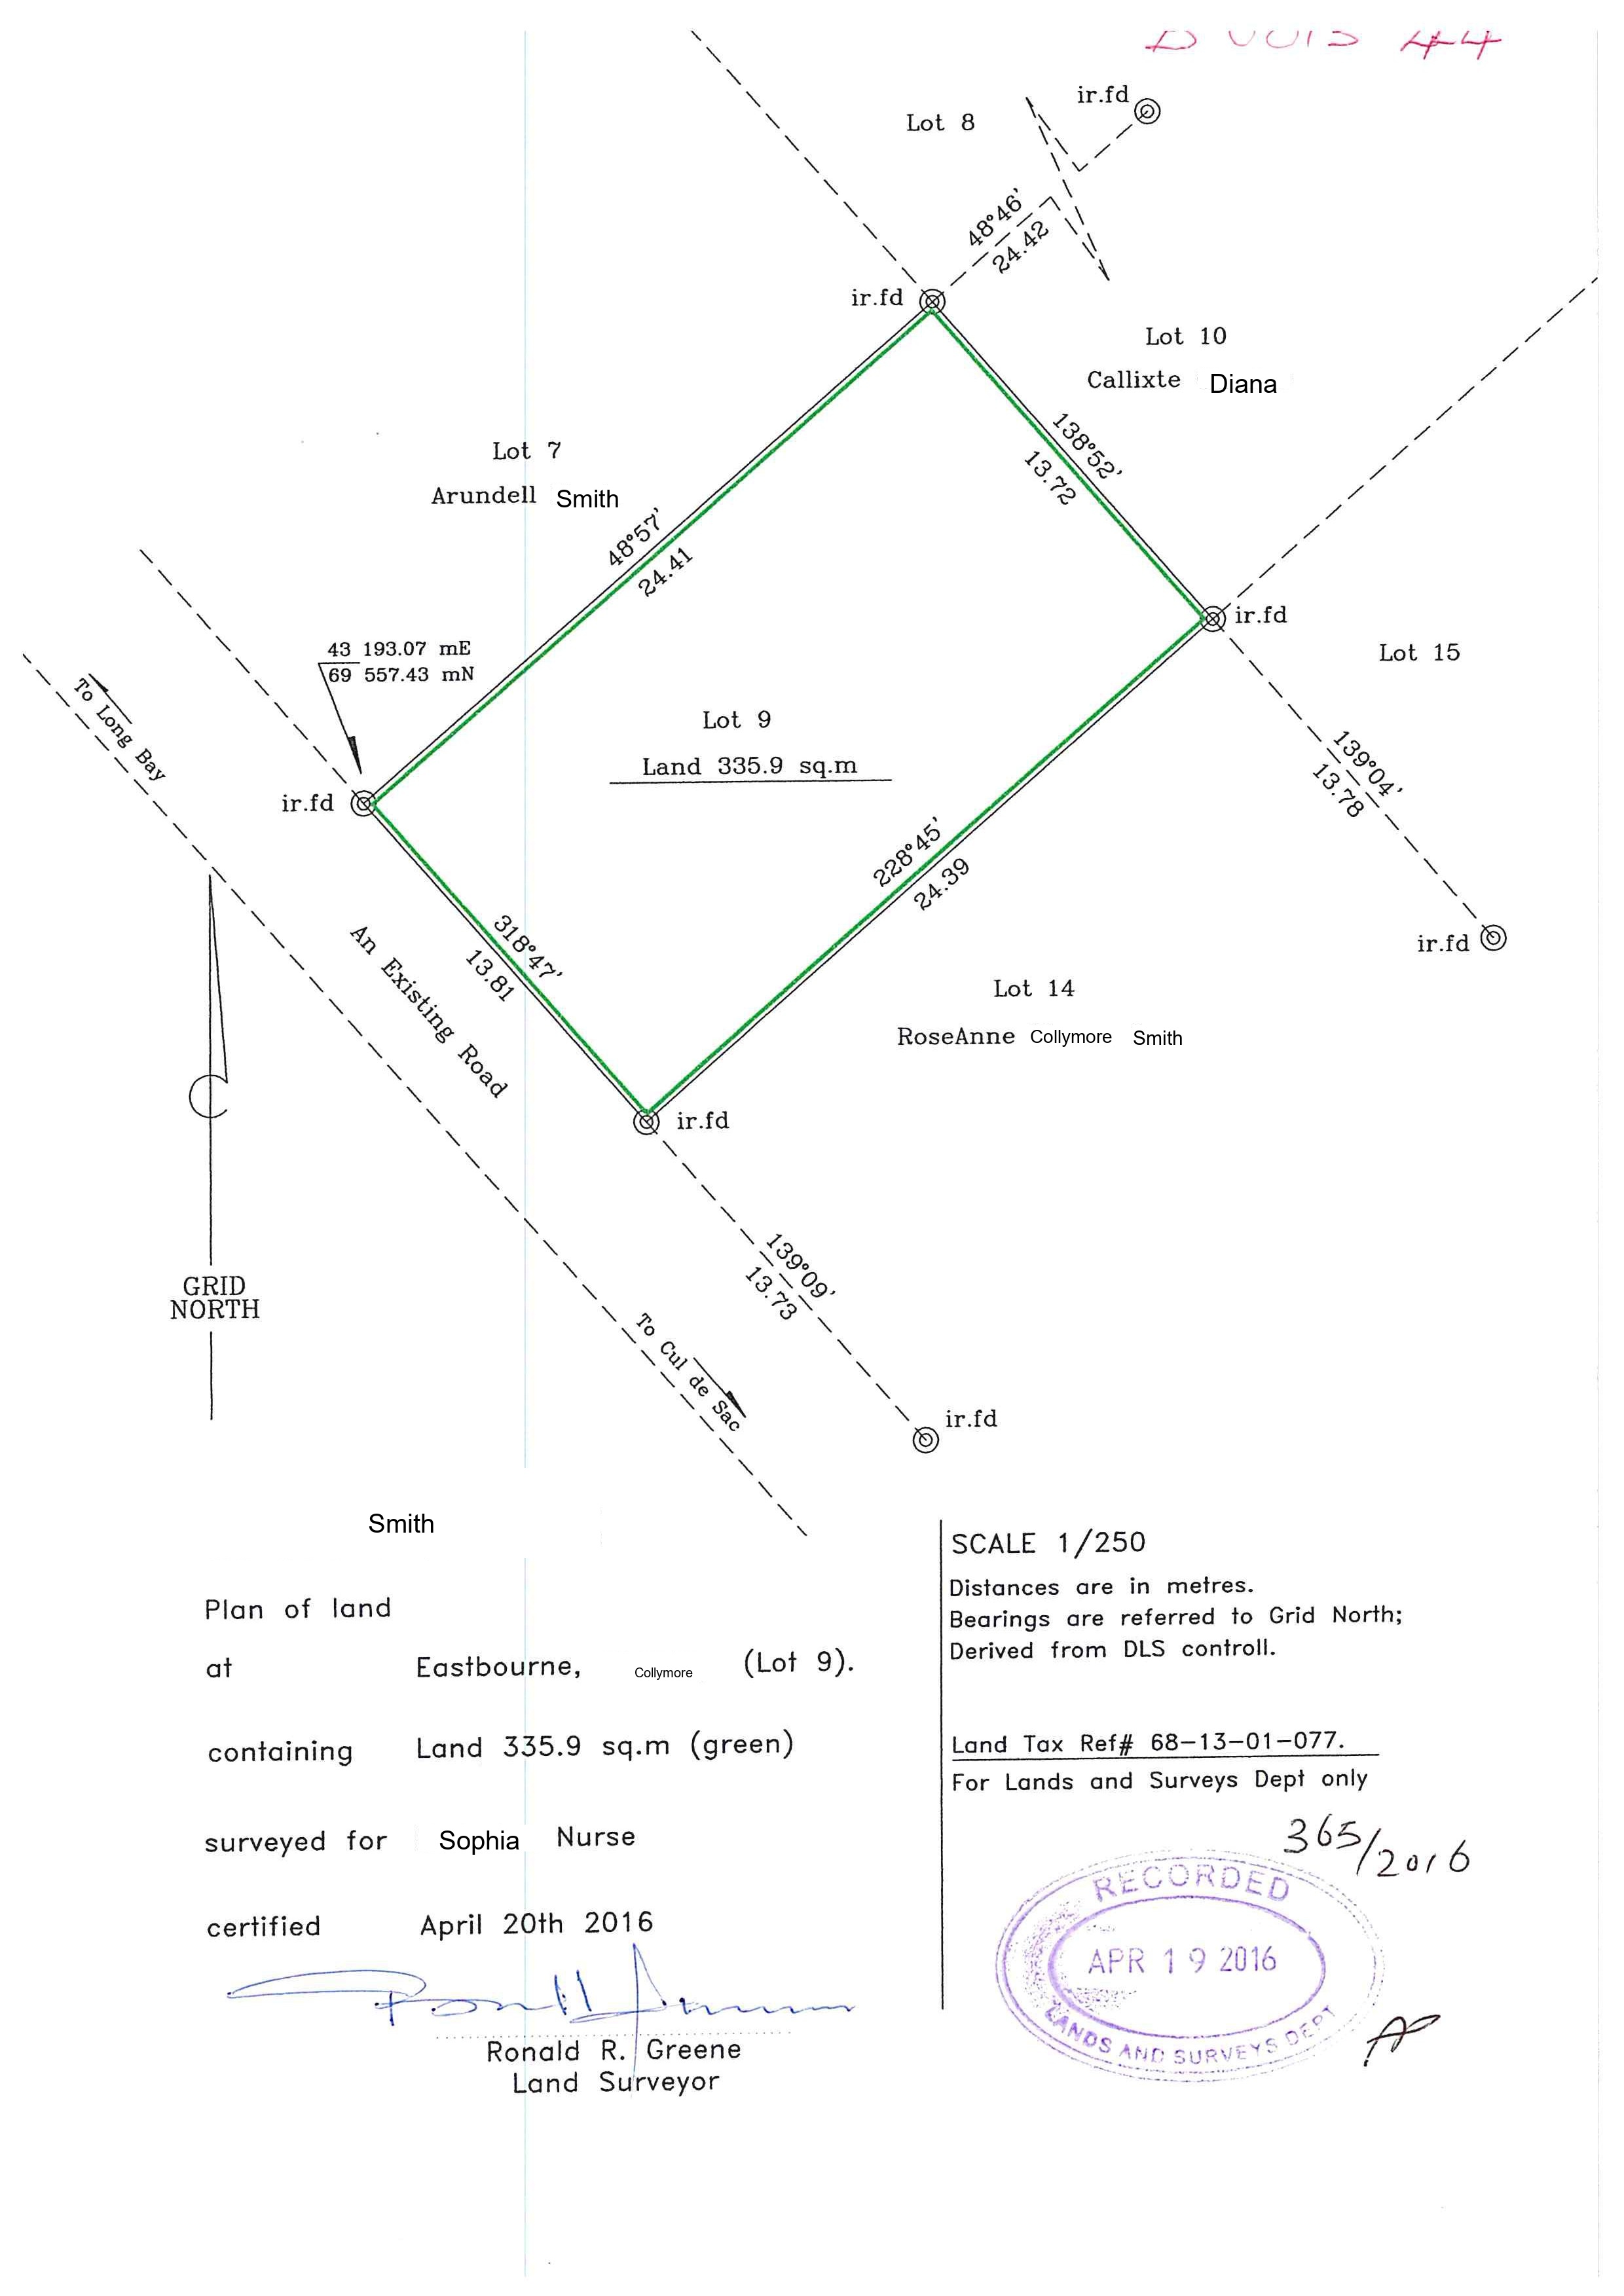 Lot 8
ir.fd
48°46'
24.42
ir.fd
Lot 10
Callixte Diana
138°52'
13.72
Lot 7
Arundell Smith
48°57'
24.41
ir.fd
Lot 15
43 193.07 mE
69 557.43 mN
To Long Bay
Lot 9
Land 335.9 sq.m
139°04'
13.78
ir.fd
228°45'
24.39
ir.fd
318°47'
13.81
An Existing Road
Lot 14
RoseAnne Collymore Smith
ir.fd
139°09'
13.73
GRID
NORTH
To Cul de Sac
ir.fd
Smith
Plan of land
at Eastbourne, Collymore (Lot 9).
containing Land 335.9 sq.m (green)
surveyed for Sophia Nurse
certified April 20th 2016
Ronald R. Greene
Land Surveyor
SCALE 1/250
Distances are in metres.
Bearings are referred to Grid North;
Derived from DLS controll.
Land Tax Ref# 68-13-01-077.
For Lands and Surveys Dept only
365/2016
RECORDED
APR 19 2016
LANDS AND SURVEYS DEPT